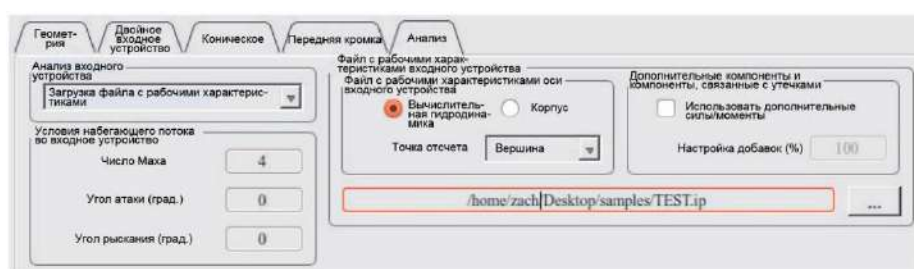 Геомет-
рия
Двойное
входное
устройство
Коническое
Передняя кромка
Анализ
Анализ входного
устройства
Загрузка файла с рабочими характерис-
тиками
Условия набегающего потока
во входное устройство
Число Маха
4
Угол атаки (град.)
0
Угол рыскания (град.)
0
Файл с рабочими харак-
теристиками входного устройства
Файл с рабочими характеристиками оси
входного устройства
Вычислитель-
ная гидродина-
мика
Корпус
Точка отсчета
Вершина
Дополнительные компоненты и
компоненты, связанные с утечками
Использовать дополнительные
силы/моменты
Настройка добавок (%)
100
/home/zach/Desktop/samples/TEST.ip
...